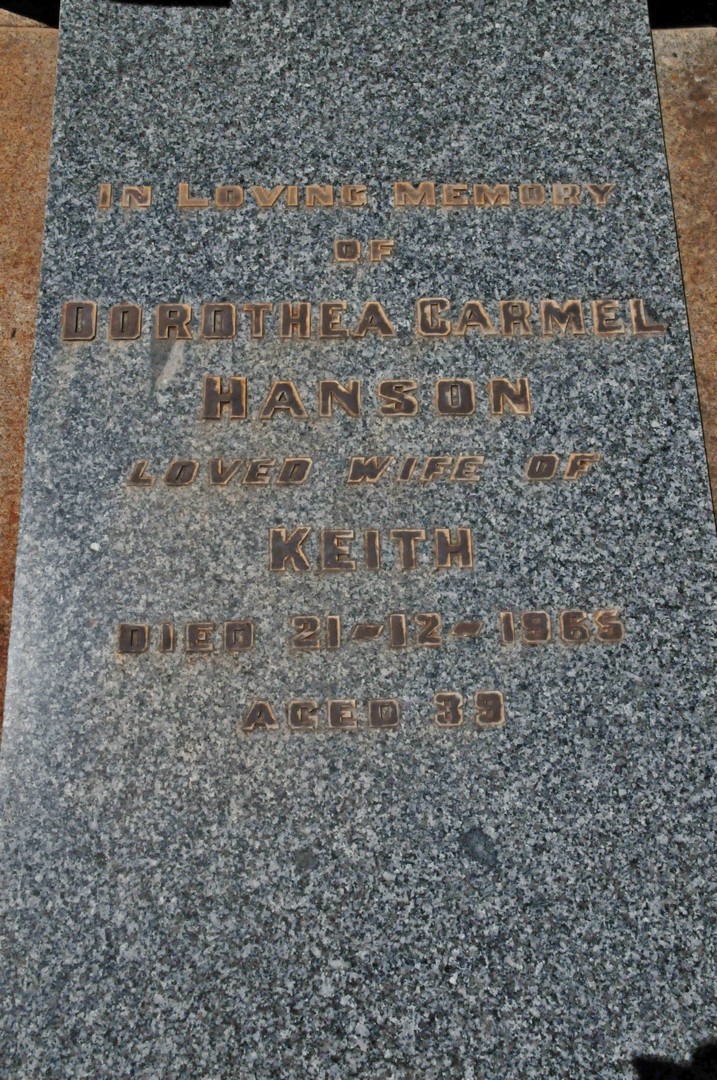 IN LOVING MEMORY
OF
DOROTHEA CARMEL
HANSON
LOVED WIFE OF
KEITH
DIED 21-12-1965
AGED 39